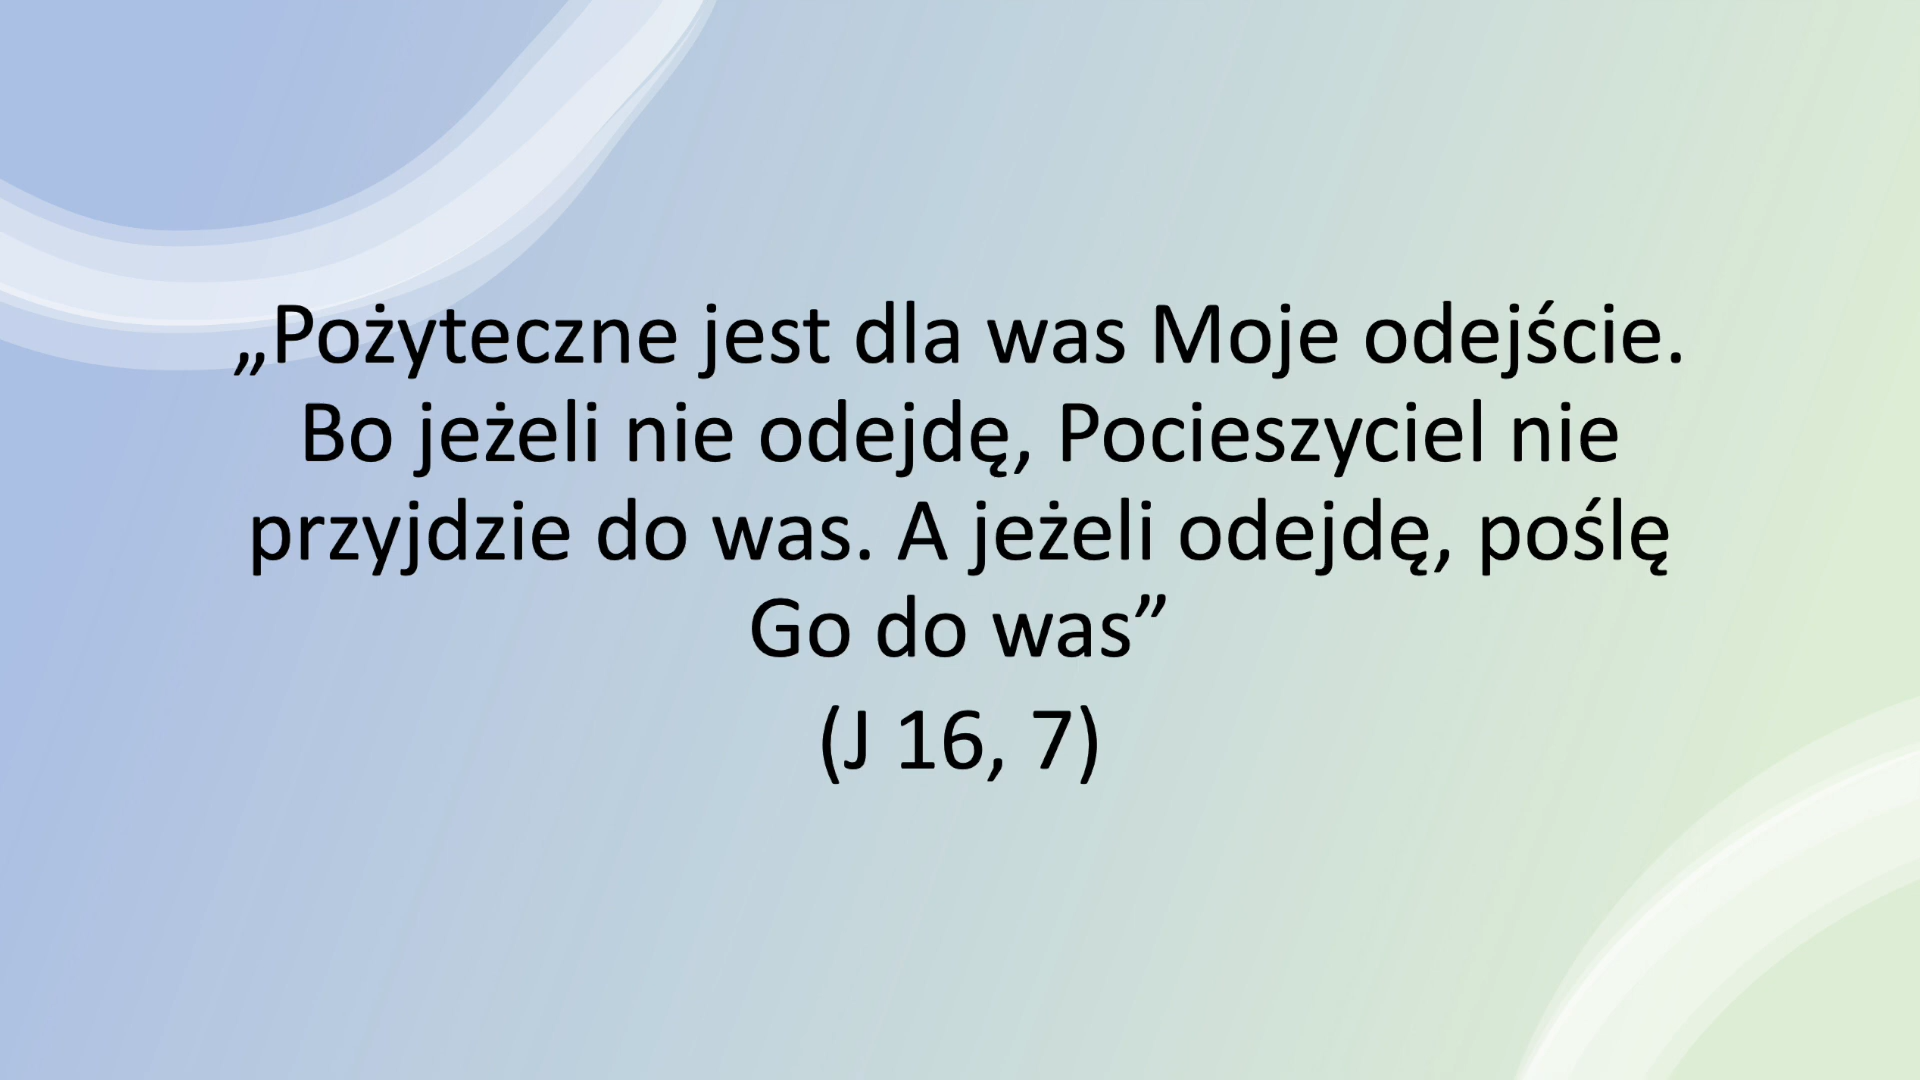 „Pożyteczne jest dla was Moje odejście.
Bo jeżeli nie odejdę, Pocieszyciel nie
przyjdzie do was. A jeżeli odejdę, poślę
Go do was”
(J 16, 7)